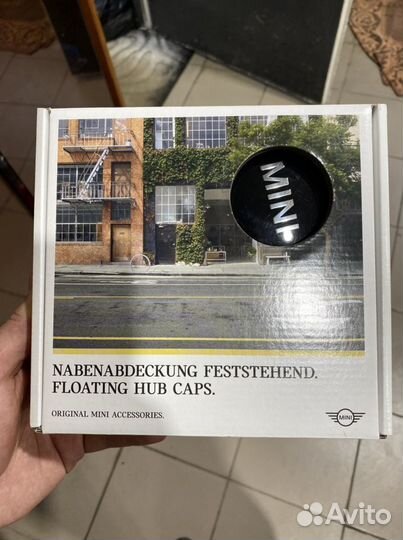 MINI
NABENABDECKUNG FESTSTEHEND.
FLOATING HUB CAPS.
ORIGINAL MINI ACCESSORIES.
MINI
Avito